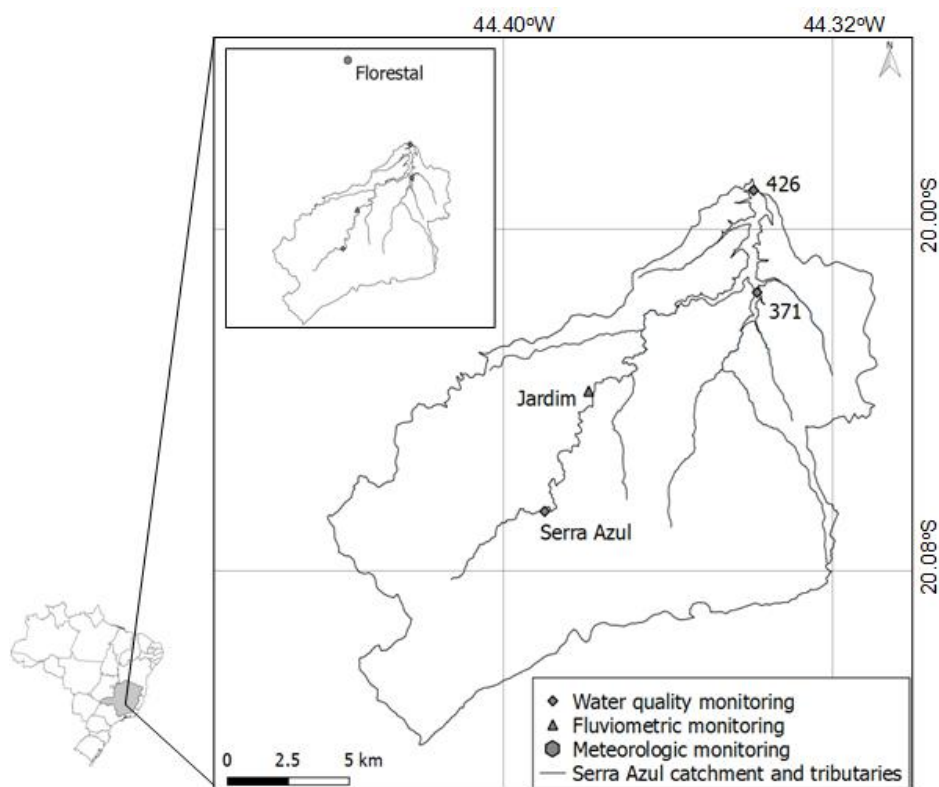 44.40ºW
44.32ºW
N
Florestal
426
20.00ºS
371
Jardim
Serra Azul
20.08ºS
Water quality monitoring
Fluviometric monitoring
Meteorologic monitoring
Serra Azul catchment and tributaries
0 2.5 5 km